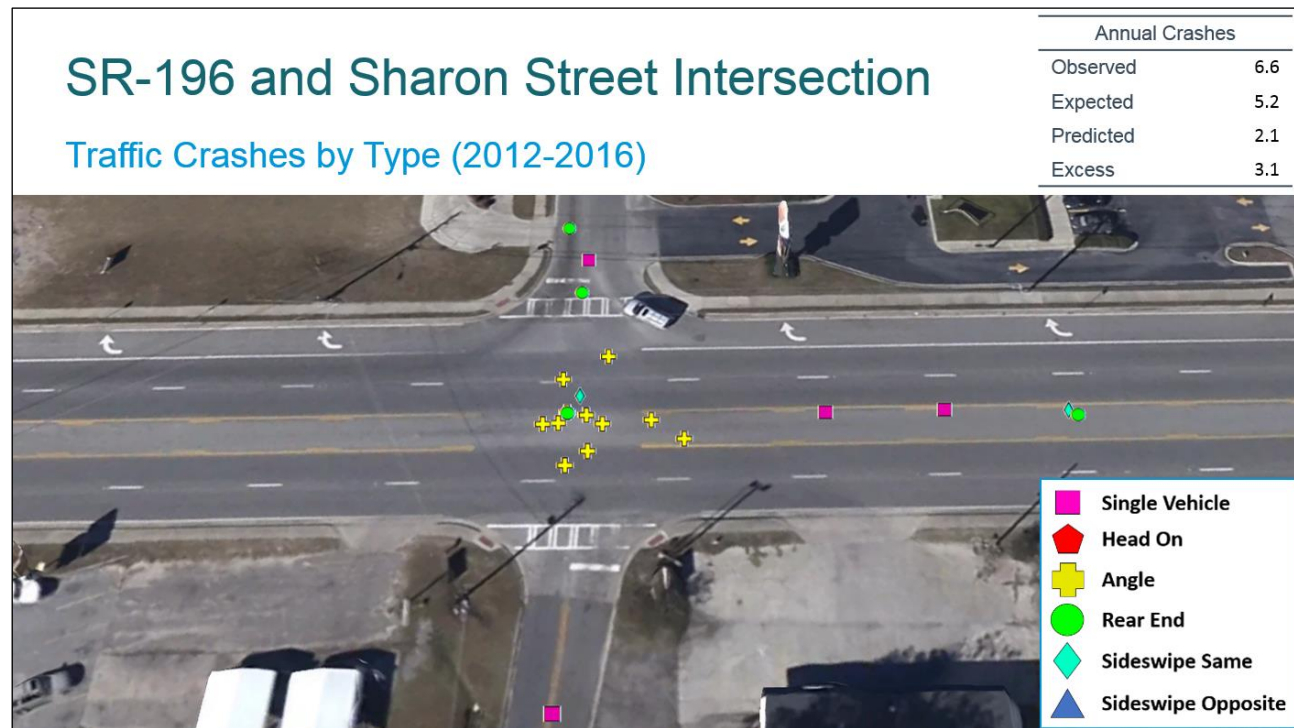 SR-196 and Sharon Street Intersection
Traffic Crashes by Type (2012-2016)
Annual Crashes
Observed 6.6
Expected 5.2
Predicted 2.1
Excess 3.1
Single Vehicle
Head On
Angle
Rear End
Sideswipe Same
Sideswipe Opposite